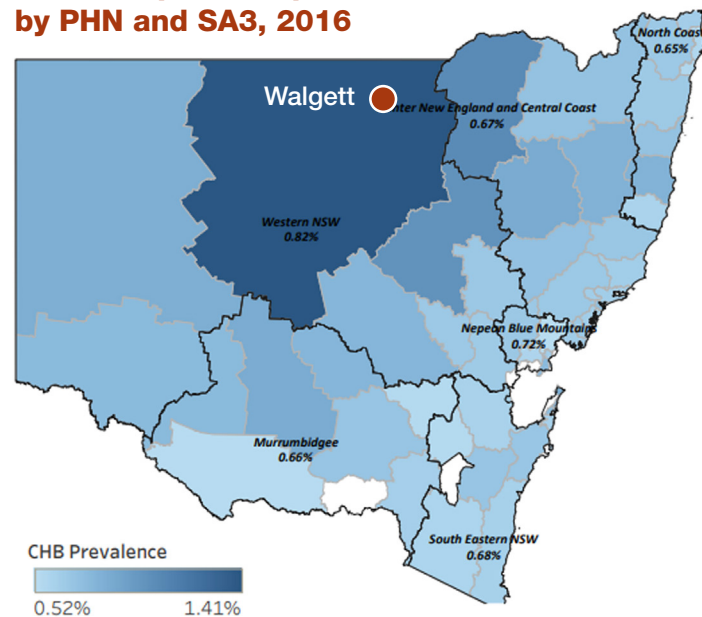 by PHN and SA3, 2016
North Coast
0.65%
Walgett
nter New England and Central Coast
0.67%
Western NSW
0.82%
Nepean Blue Mountains
0.72%
Murrumbidgee
0.66%
South Eastern NSW
0.68%
CHB Prevalence
0.52%
1.41%